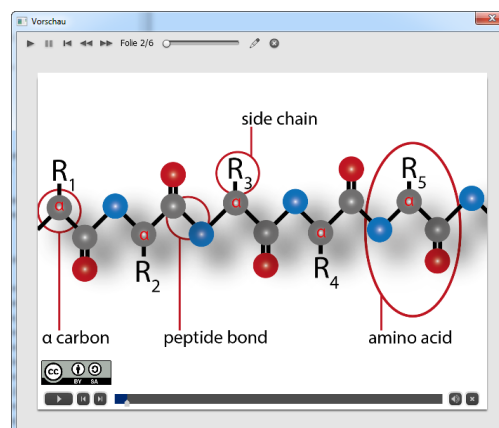 Vorschau
Folie 2/6
side chain
R1 R3 R5
α α α α α
R2 R4
α carbon peptide bond amino acid
cc BY SA